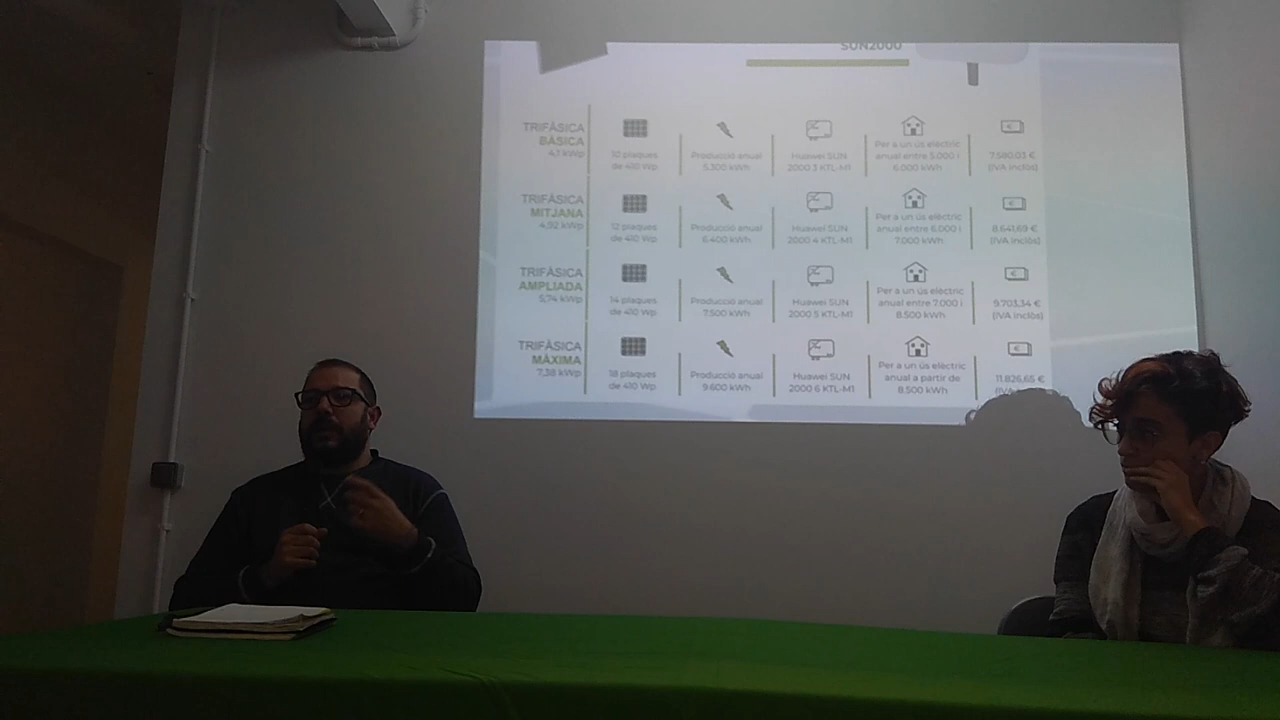 SUN2000
TRIFÀSICA
BÀSICA
4,1 kWp
10 plaques
de 410 Wp
Producció anual
5.300 kWh
Huawei SUN
2000 3 KTL-M1
Per a un ús elèctric
anual entre 5.000 i
6.000 kWh
7.580,03 €
(IVA inclòs)
TRIFÀSICA
MITJANA
4,92 kWp
12 plaques
de 410 Wp
Producció anual
6.400 kWh
Huawei SUN
2000 4 KTL-M1
Per a un ús elèctric
anual entre 6.000 i
7.000 kWh
8.641,69 €
(IVA inclòs)
TRIFÀSICA
AMPLIADA
5,74 kWp
14 plaques
de 410 Wp
Producció anual
7.500 kWh
Huawei SUN
2000 5 KTL-M1
Per a un ús elèctric
anual entre 7.000 i
8.500 kWh
9.703,34 €
(IVA inclòs)
TRIFÀSICA
MÀXIMA
7,38 kWp
18 plaques
de 410 Wp
Producció anual
9.600 kWh
Huawei SUN
2000 6 KTL-M1
Per a un ús elèctric
anual a partir de
8.500 kWh
11.826,65 €
(IVA inclòs)